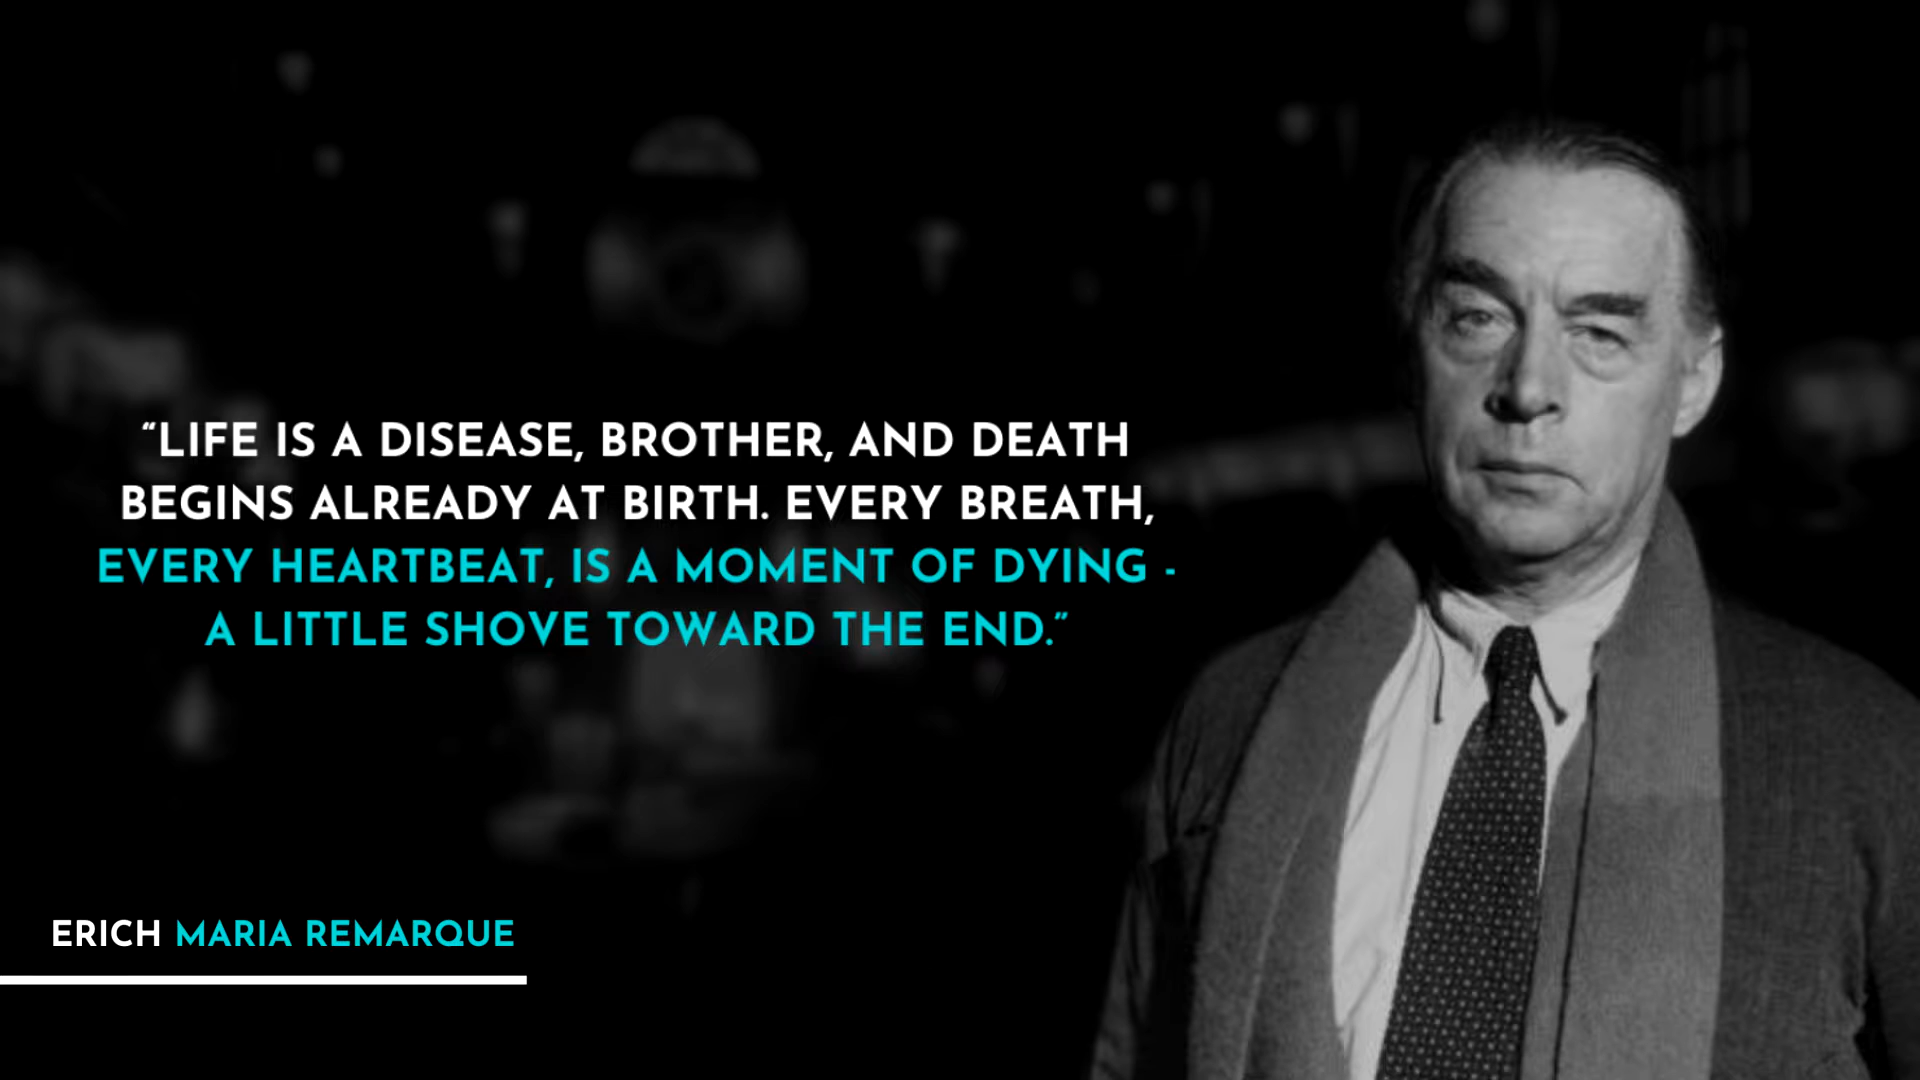 “LIFE IS A DISEASE, BROTHER, AND DEATH
BEGINS ALREADY AT BIRTH. EVERY BREATH,
EVERY HEARTBEAT, IS A MOMENT OF DYING -
A LITTLE SHOVE TOWARD THE END.”
ERICH MARIA REMARQUE